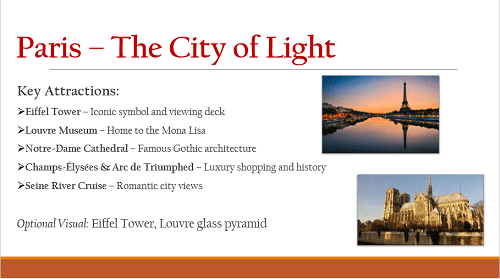 Paris – The City of Light
Key Attractions:
➢Eiffel Tower – Iconic symbol and viewing deck
➢Louvre Museum – Home to the Mona Lisa
➢Notre-Dame Cathedral – Famous Gothic architecture
➢Champs-Élysées & Arc de Triumphed – Luxury shopping and history
➢Seine River Cruise – Romantic city views
Optional Visual: Eiffel Tower, Louvre glass pyramid